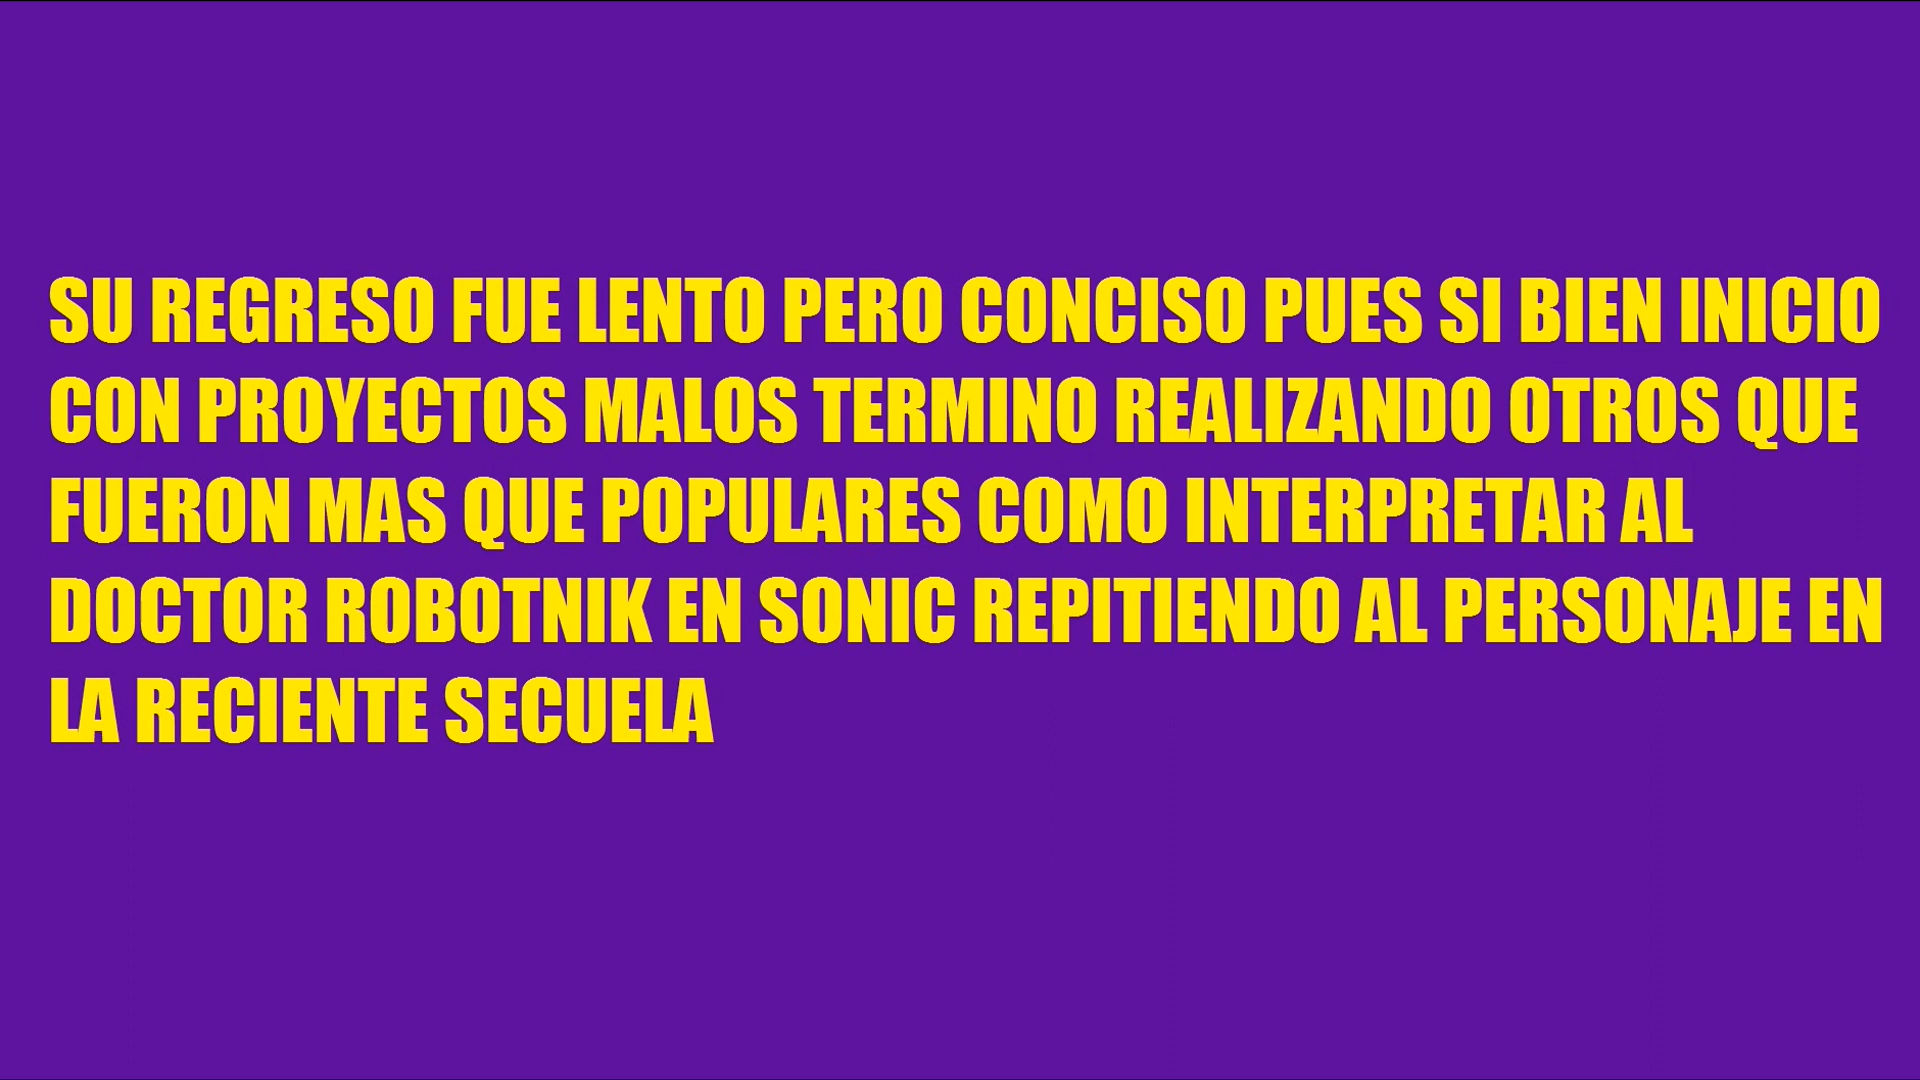 SU REGRESO FUE LENTO PERO CONCISO PUES SI BIEN INICIO
CON PROYECTOS MALOS TERMINO REALIZANDO OTROS QUE
FUERON MAS QUE POPULARES COMO INTERPRETAR AL
DOCTOR ROBOTNIK EN SONIC REPITIENDO AL PERSONAJE EN
LA RECIENTE SECUELA